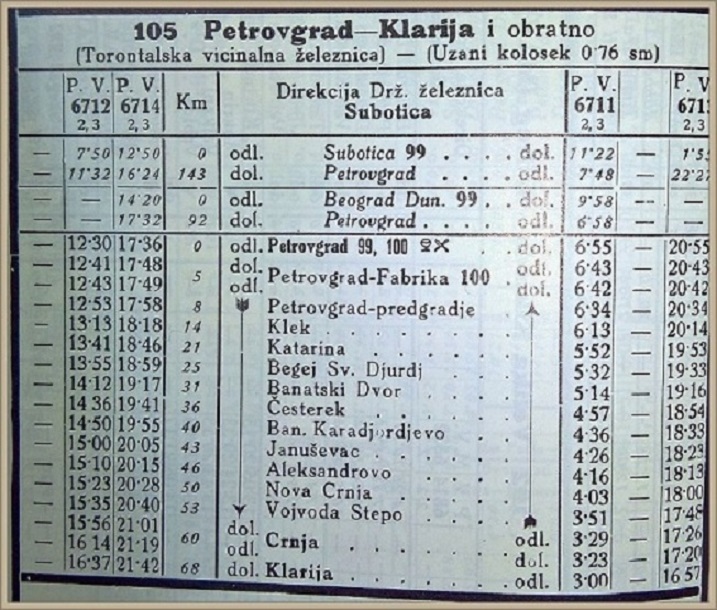 105 Petrovgrad—Klarija i obratno
(Torontalska vicinalna železnica) — (Uzani kolosek 0·76 sm)
P. V. 6712 2, 3 | P. V. 6714 2, 3 | Km | Direkcija Drž. železnica Subotica | P. V. 6711 2, 3 | — | P. V.
— 7·50 12·50 0 odl. Subotica 99 . . . . dol. 11·22 —
— 11·32 16·24 143 dol. Petrovgrad . . . . odl. 7·48 —
— — 14·20 0 odl. Beograd Dun. 99 . . dol. 9·58 — —
— — 17·32 92 dol. Petrovgrad . . . . odl. 6·58 — —
— 12·30 17·36 0 odl. Petrovgrad 99, 100 dol. 6·55 — 20·55
— 12·41 17·48 5 dol. Petrovgrad-Fabrika 100 . odl. 6·43 — 20·43
— 12·43 17·49 odl. dol. 6·42 — 20·42
— 12·53 17·58 8 Petrovgrad-predgradje . 6·34 — 20·34
— 13·13 18·18 14 Klek . . . . 6·13 — 20·14
— 13·41 18·46 21 Katarina . . . . 5·52 — 19·53
— 13·55 18·59 25 Begej Sv. Djurdj . . 5·32 — 19·33
— 14·12 19·17 31 Banatski Dvor . . . 5·14 — 19·16
— 14·36 19·41 36 Česterek . . . . 4·57 — 18·54
— 14·50 19·55 40 Ban. Karadjordjevo . . 4·36 — 18·33
— 15·00 20·05 43 Januševac . . . . 4·26 — 18·23
— 15·10 20·15 46 Aleksandrovo . . . 4·16 — 18·13
— 15·23 20·28 50 Nova Crnja . . . . 4·03 — 18·00
— 15·35 20·40 53 Vojvoda Stepo . . . 3·51 — 17·48
— 15·56 21·01 60 dol. Crnja . . . . odl. 3·29 — 17·26
— 16·14 21·19 odl. dol. 3·23 — 17·20
— 16·37 21·42 68 dol. Klarija . . . . odl. 3·00 — 16·57